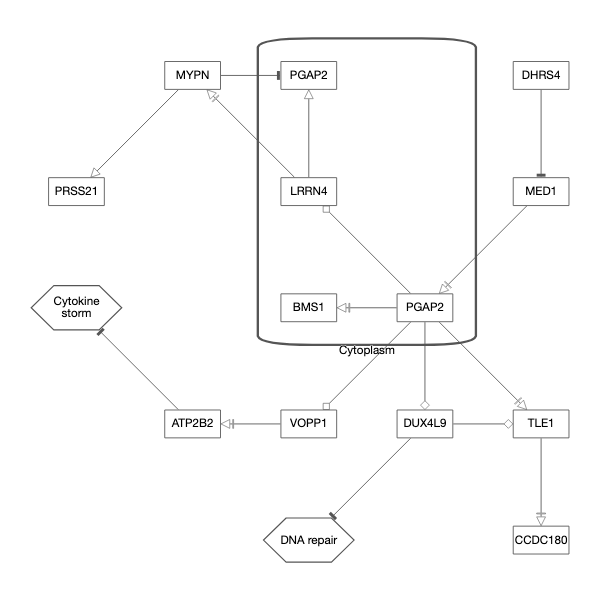 MYPN
PGAP2
DHRS4
PRSS21
LRRN4
MED1
Cytokine
storm
BMS1
PGAP2
Cytoplasm
ATP2B2
VOPP1
DUX4L9
TLE1
DNA repair
CCDC180